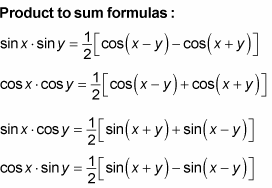 Product to sum formulas :
sin x · sin y = 1/2[cos(x − y) − cos(x + y)]
cos x · cos y = 1/2[cos(x − y) + cos(x + y)]
sin x · cos y = 1/2[sin(x + y) + sin(x − y)]
cos x · sin y = 1/2[sin(x + y) − sin(x − y)]